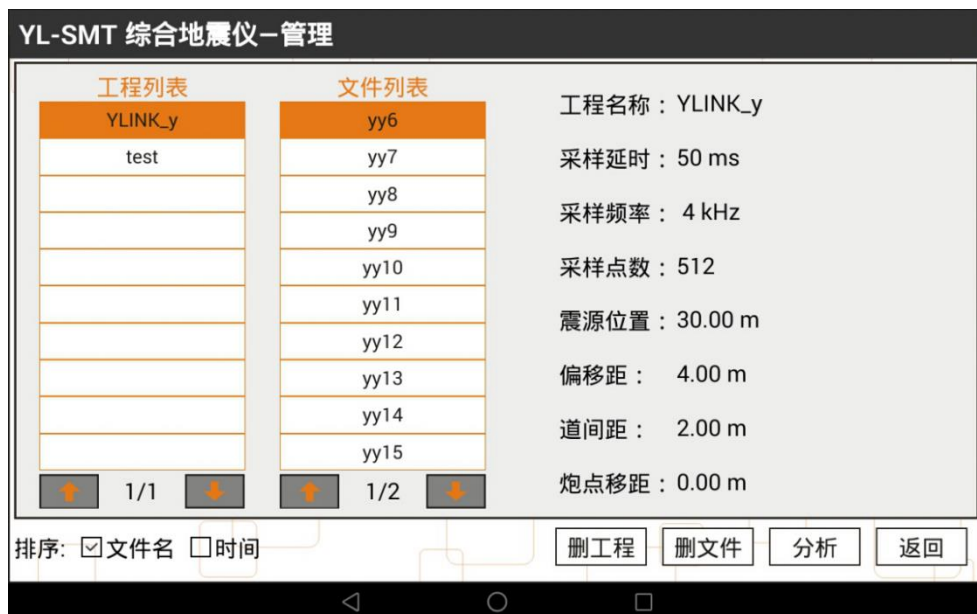 YL-SMT 综合地震仪—管理
工程列表
YLINK_y
test
1/1
文件列表
yy6
yy7
yy8
yy9
yy10
yy11
yy12
yy13
yy14
yy15
1/2
工程名称：YLINK_y
采样延时：50 ms
采样频率： 4 kHz
采样点数：512
震源位置：30.00 m
偏移距： 4.00 m
道间距： 2.00 m
炮点移距：0.00 m
排序: 文件名 时间
删工程 删文件 分析 返回